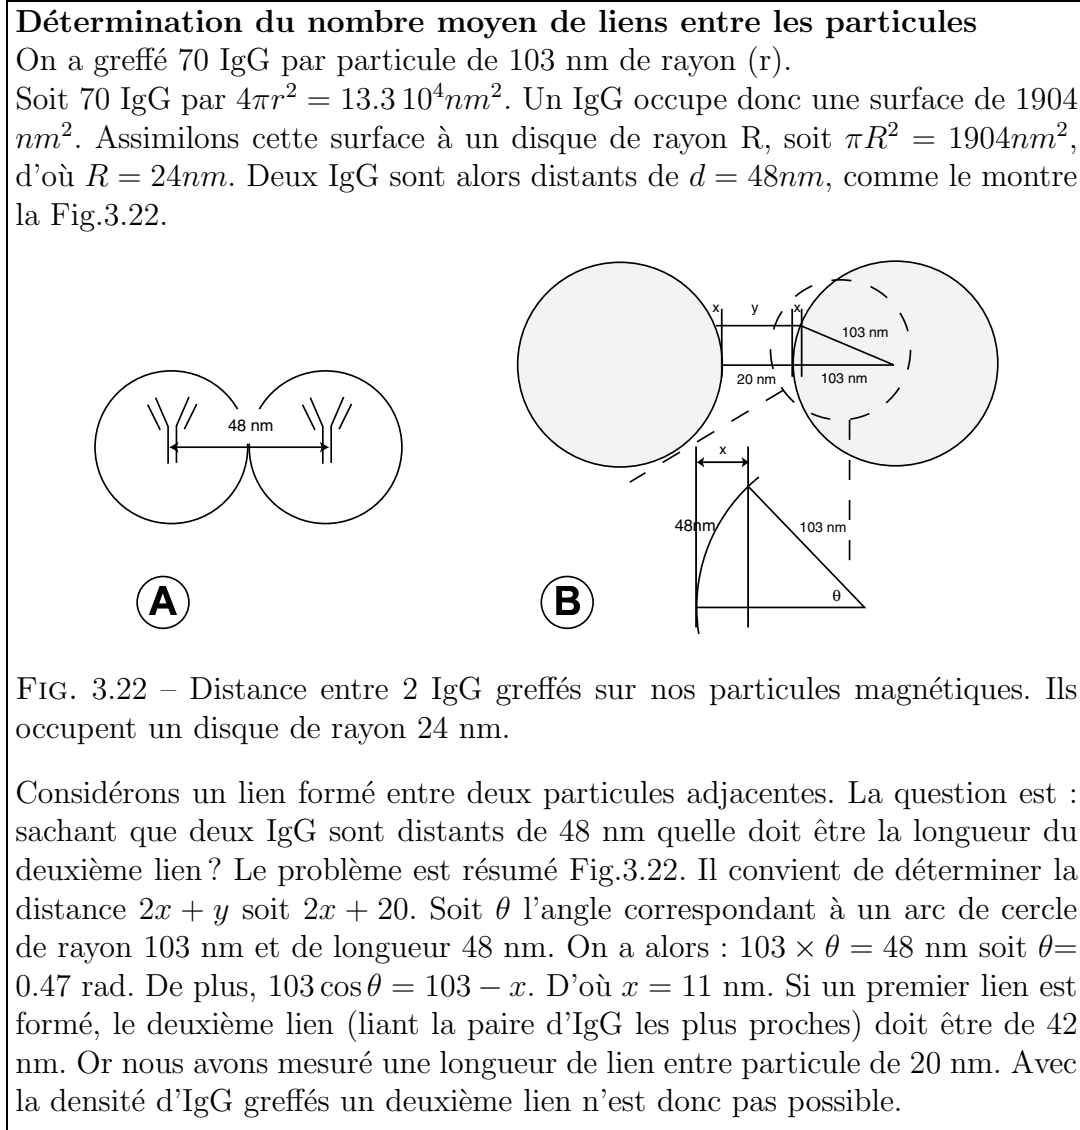 Détermination du nombre moyen de liens entre les particules
On a greffé 70 IgG par particule de 103 nm de rayon (r).
Soit 70 IgG par 4πr² = 13.3 10⁴nm². Un IgG occupe donc une surface de 1904
nm². Assimilons cette surface à un disque de rayon R, soit πR² = 1904nm²,
d'où R = 24nm. Deux IgG sont alors distants de d = 48nm, comme le montre
la Fig.3.22.
x y x
103 nm
20 nm 103 nm
48 nm
x
48nm 103 nm
θ
A B
FIG. 3.22 – Distance entre 2 IgG greffés sur nos particules magnétiques. Ils
occupent un disque de rayon 24 nm.
Considérons un lien formé entre deux particules adjacentes. La question est :
sachant que deux IgG sont distants de 48 nm quelle doit être la longueur du
deuxième lien ? Le problème est résumé Fig.3.22. Il convient de déterminer la
distance 2x + y soit 2x + 20. Soit θ l'angle correspondant à un arc de cercle
de rayon 103 nm et de longueur 48 nm. On a alors : 103 × θ = 48 nm soit θ=
0.47 rad. De plus, 103 cos θ = 103 − x. D'où x = 11 nm. Si un premier lien est
formé, le deuxième lien (liant la paire d'IgG les plus proches) doit être de 42
nm. Or nous avons mesuré une longueur de lien entre particule de 20 nm. Avec
la densité d'IgG greffés un deuxième lien n'est donc pas possible.